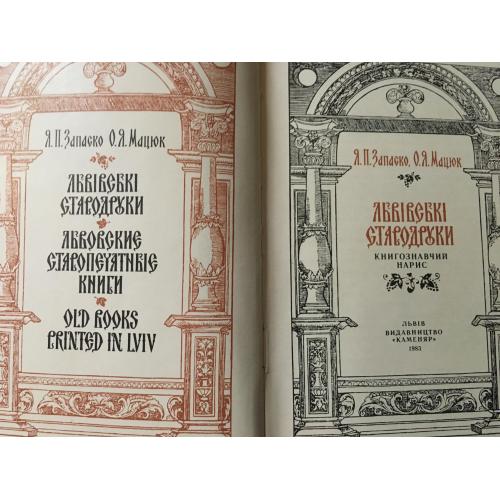 Я.П.Запаско О.Я.Мацюк
Львівські
стародруки
Львовские
старопечатные
книги
Old books
printed in Lviv
Я.П.Запаско, О.Я.Мацюк
Львівські
стародруки
КНИГОЗНАВЧИЙ
НАРИС
ЛЬВІВ
ВИДАВНИЦТВО
«КАМЕНЯР»
1983